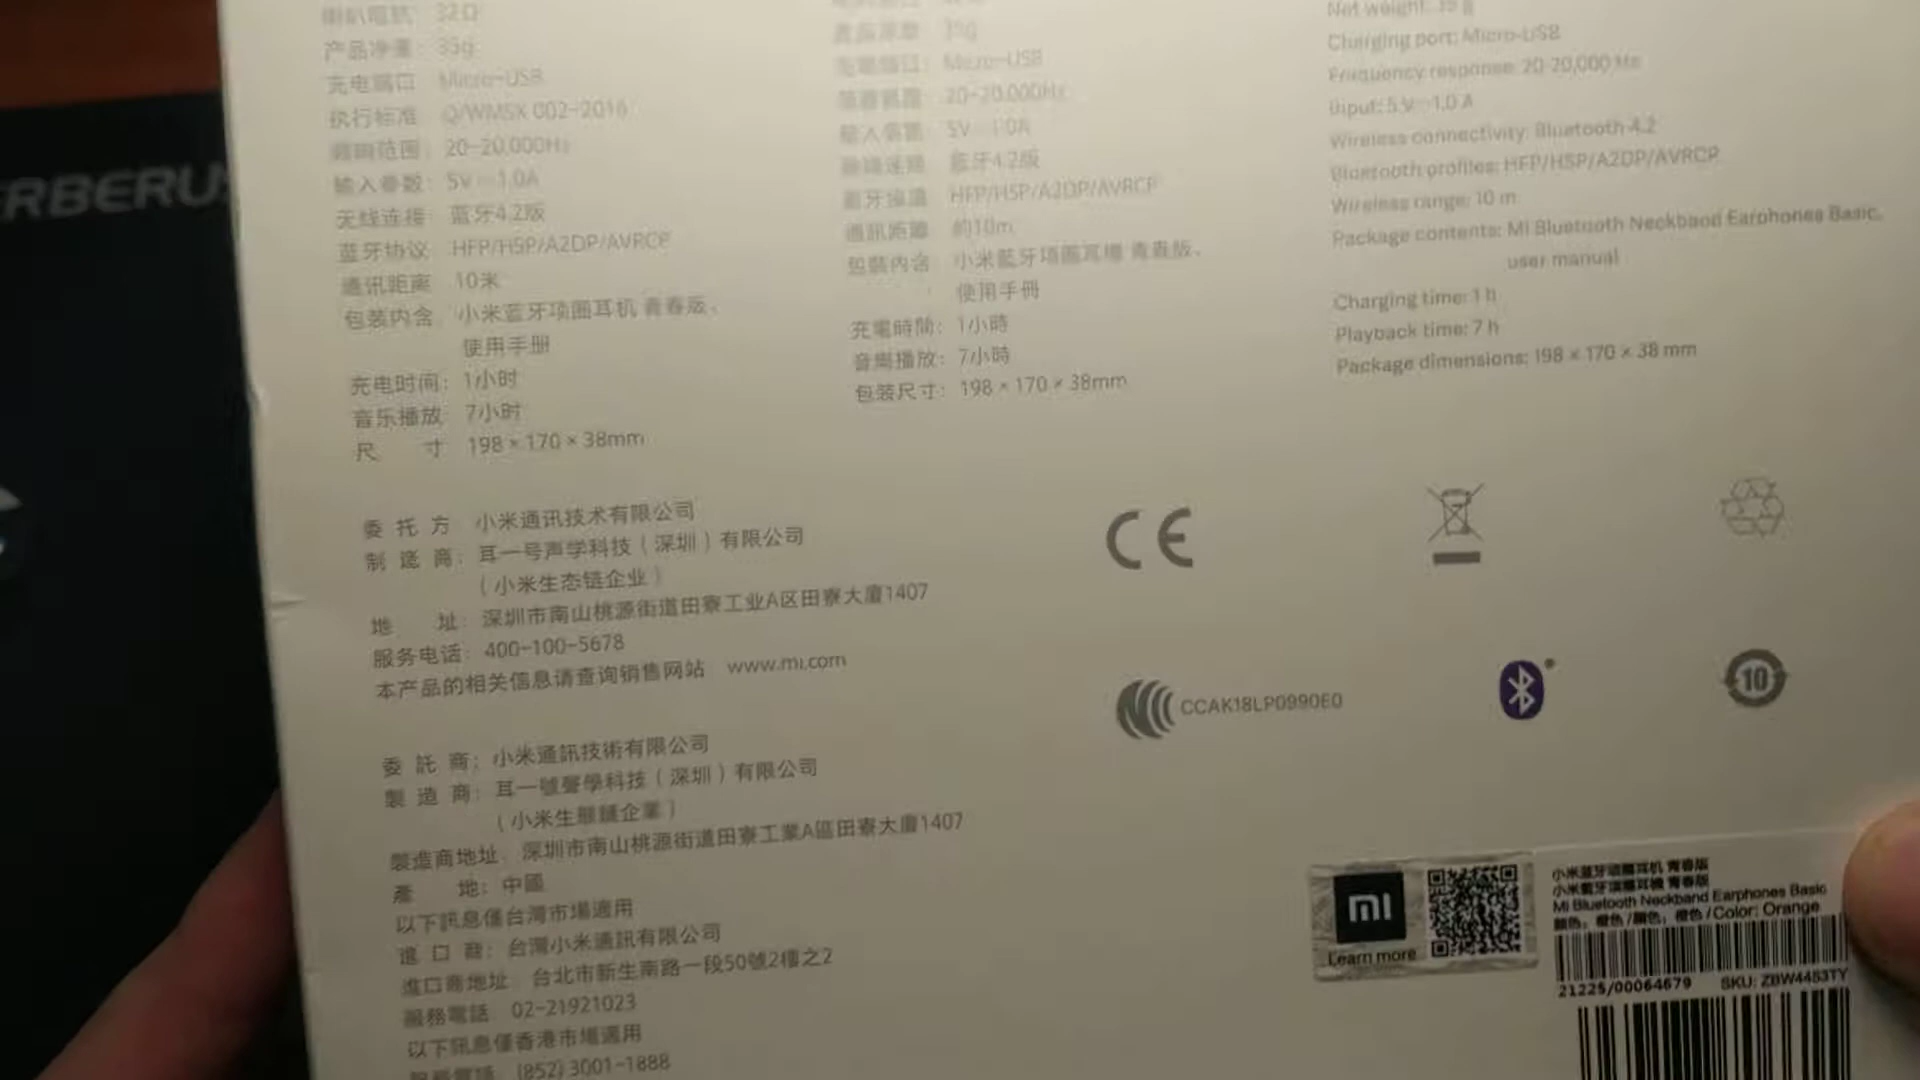 ERBERUS
喇叭阻抗：32Ω
产品净重：35g
充电端口 Micro-USB
执行标准 Q/WMSX 002-2016
频响范围：20-20,000Hz
输入参数：5V⎓1.0A
无线连接 蓝牙4.2版
蓝牙协议 HFP/HSP/A2DP/AVRCP
通讯距离 10米
包装内含 小米蓝牙项圈耳机 青春版、
使用手册
充电时间：1小时
音乐播放 7小时
尺 寸 198×170×38mm
充電端口：Micro-USB
20-20,000Hz
5V⎓1.0A
藍牙4.2版
HFP/HSP/A2DP/AVRCP
通訊距離 約10m
包裝內含 小米藍牙項圈耳機 青春版、
使用手冊
充電時間：1小時
音樂播放：7小時
包装尺寸：198×170×38mm
Net weight: 35 g
Charging port: Micro-USB
Frequency response: 20-20,000 Hz
Input: 5 V⎓1.0 A
Wireless connectivity: Bluetooth 4.2
Bluetooth profiles: HFP/HSP/A2DP/AVRCP
Wireless range: 10 m
Package contents: Mi Bluetooth Neckband Earphones Basic,
user manual
Charging time: 1 h
Playback time: 7 h
Package dimensions: 198 × 170 × 38 mm
委 托 方 小米通讯技术有限公司
制 造 商：耳一号声学科技（深圳）有限公司
（小米生态链企业）
地 址：深圳市南山桃源街道田寮工业A区田寮大廈1407
服务电话：400-100-5678
本产品的相关信息请查询销售网站 www.mi.com
CE
CCAK18LP0990E0
10
委 託 商：小米通訊技術有限公司
製 造 商：耳一號聲學科技（深圳）有限公司
（小米生態鏈企業）
製造商地址：深圳市南山桃源街道田寮工業A區田寮大廈1407
產 地：中國
以下訊息僅台灣市場適用
進 口 商：台灣小米通訊有限公司
進口商地址：台北市新生南路一段50號2樓之2
服務電話 02-21921023
以下訊息僅香港市場適用
服務電話 (852) 3001-1888
mi
Learn more
小米蓝牙项圈耳机 青春版
小米藍牙項圈耳機 青春版
Mi Bluetooth Neckband Earphones Basic
颜色：橙色/顏色：橙色/Color: Orange
21225/00064679 SKU: ZBW4453TY